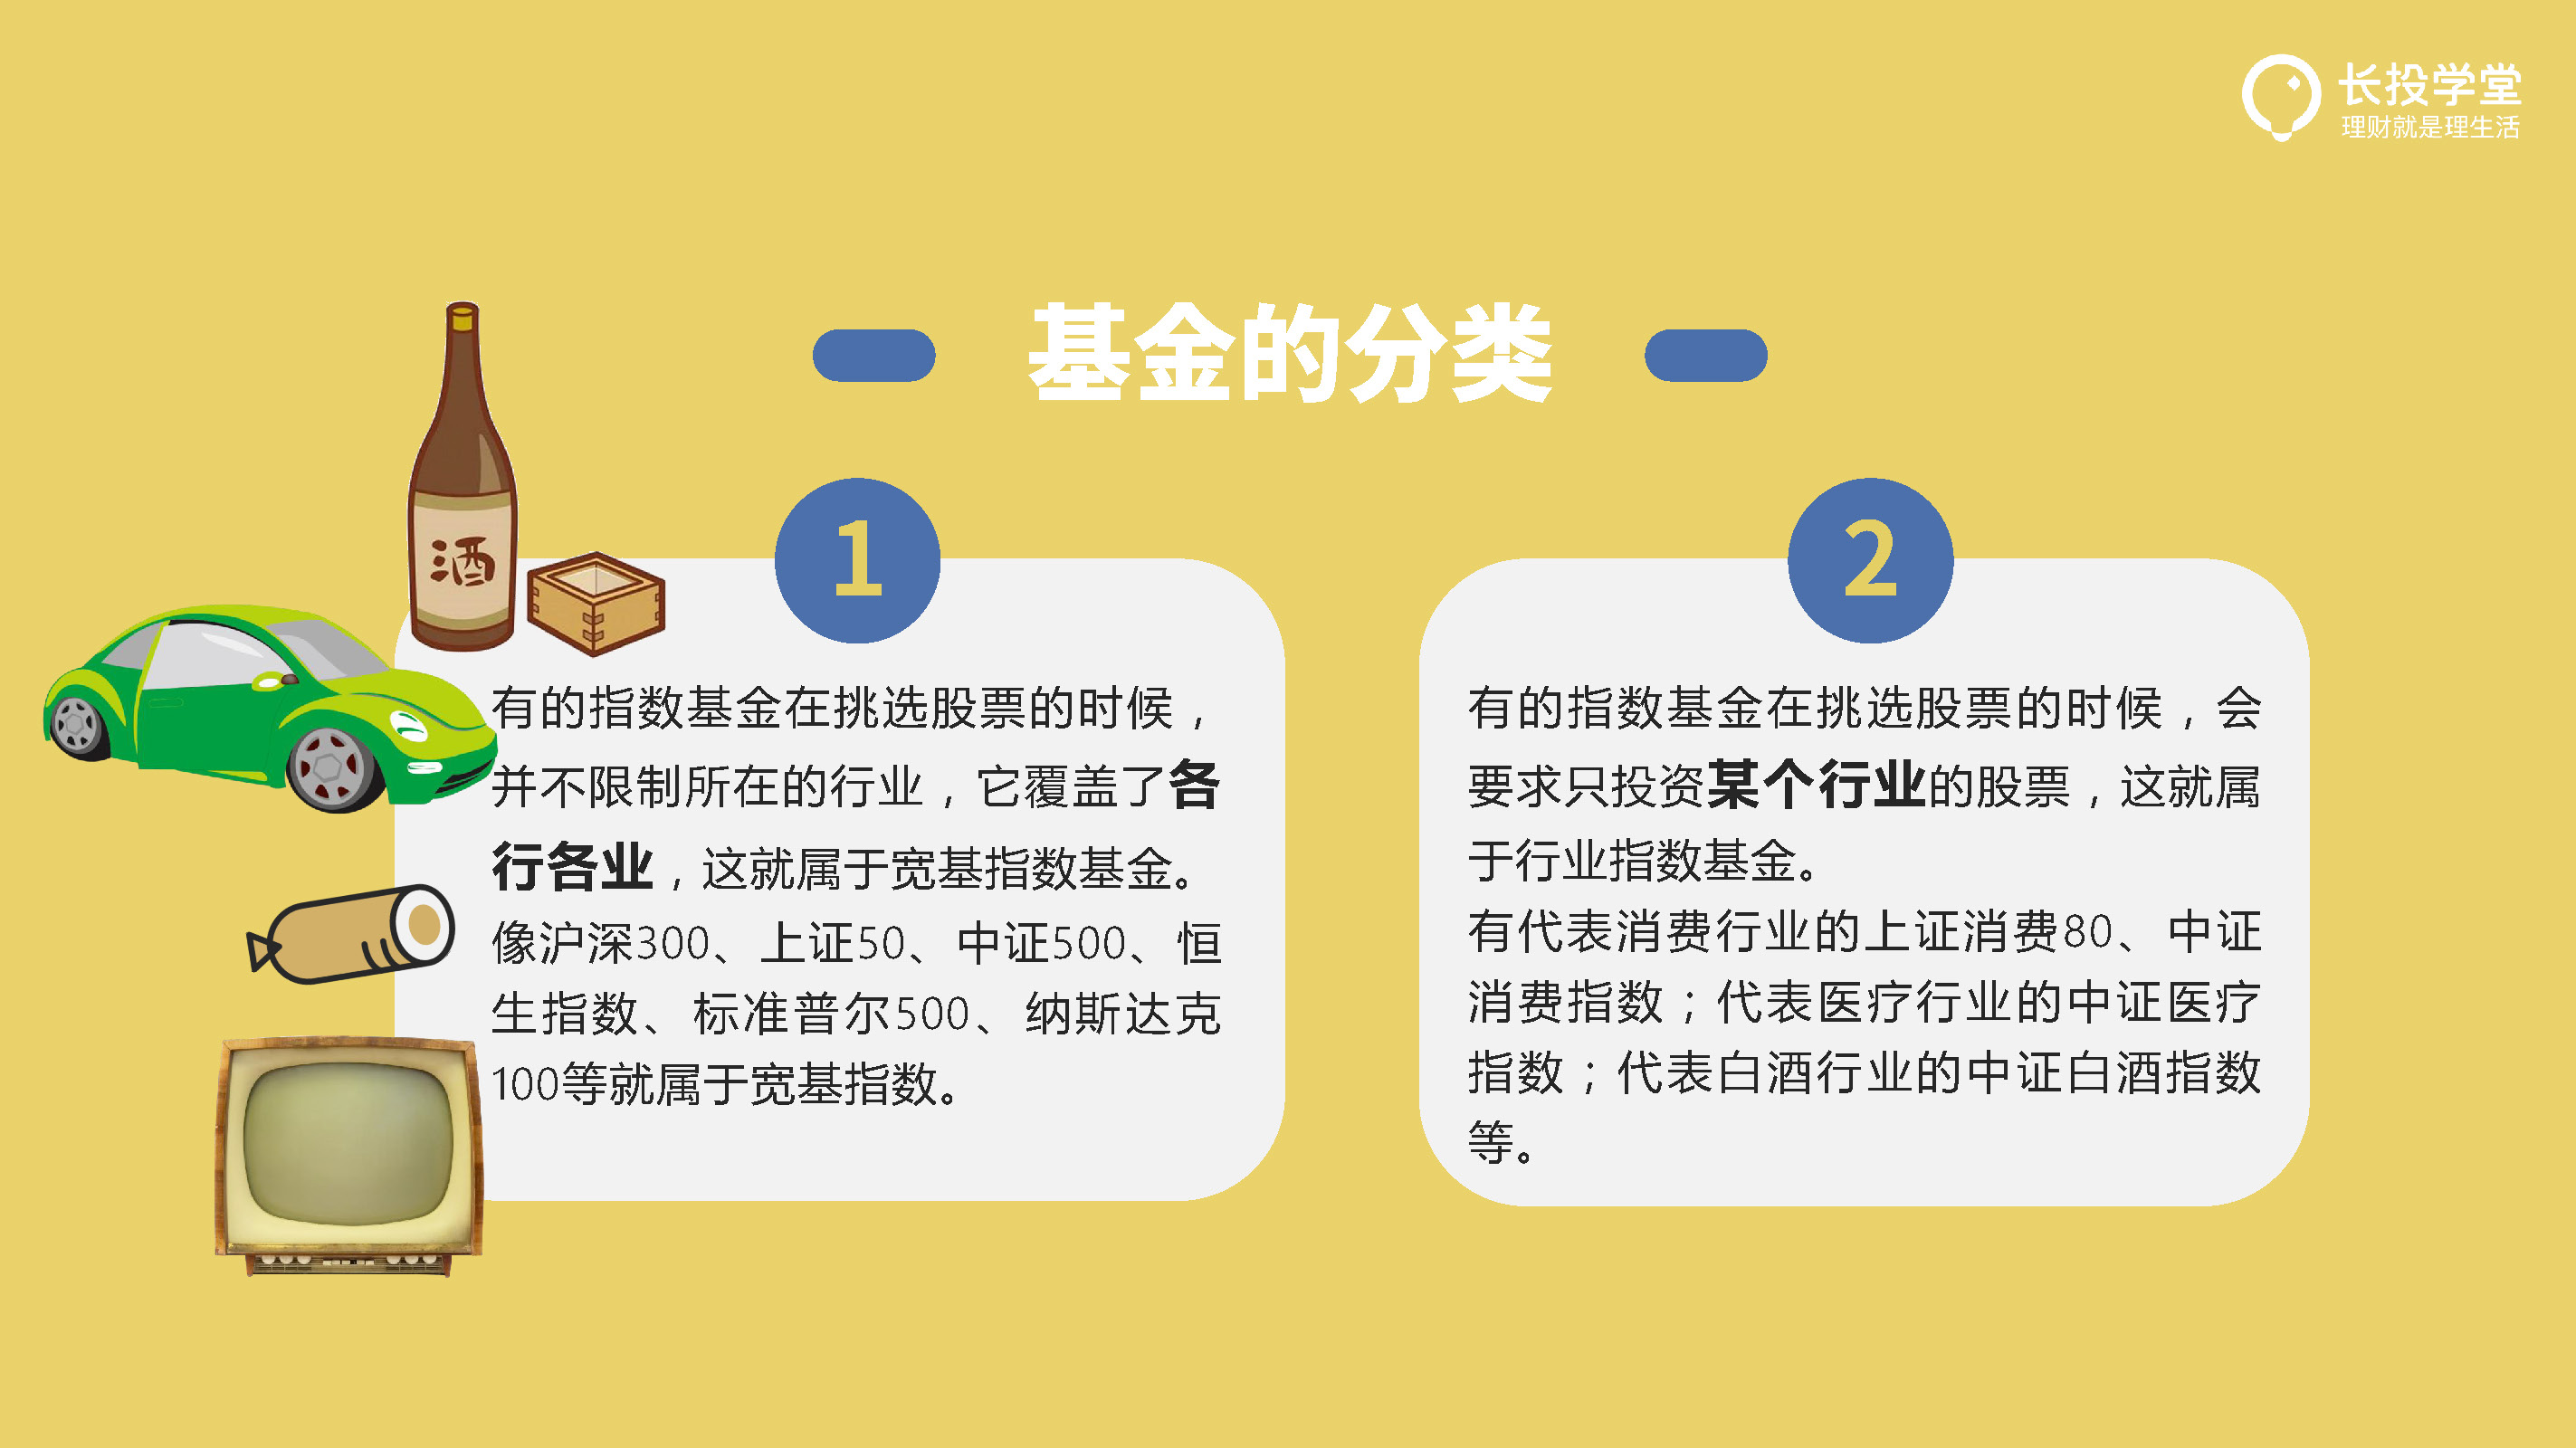 长投学堂
理财就是理生活
基金的分类
酒
1
有的指数基金在挑选股票的时候，
并不限制所在的行业，它覆盖了各
行各业，这就属于宽基指数基金。
像沪深300、上证50、中证500、恒
生指数、标准普尔500、纳斯达克
100等就属于宽基指数。
2
有的指数基金在挑选股票的时候，会
要求只投资某个行业的股票，这就属
于行业指数基金。
有代表消费行业的上证消费80、中证
消费指数；代表医疗行业的中证医疗
指数；代表白酒行业的中证白酒指数
等。